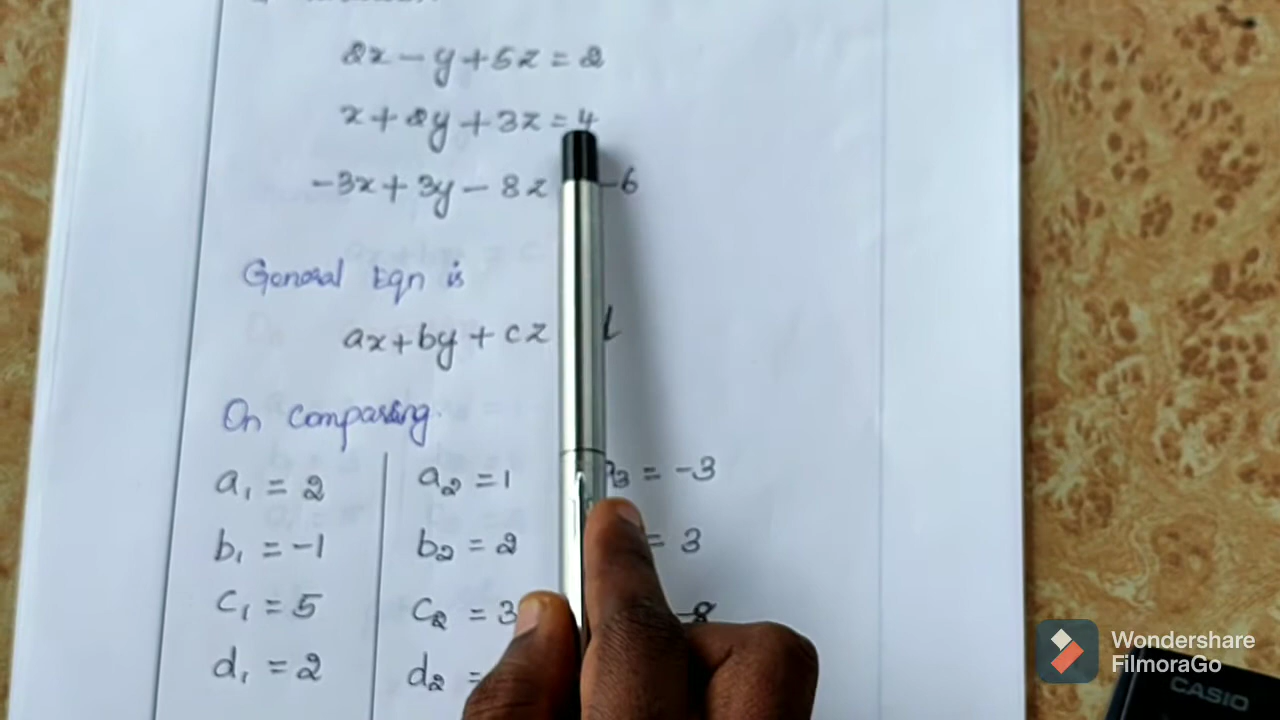 2x - y + 5z = 2
x + 2y + 3z = 4
-3x + 3y - 8z -6
General Eqn is
ax + by + cz
On comparing.
a₁ = 2 a₂ = 1 ₃ = -3
b₁ = -1 b₂ = 2 = 3
c₁ = 5 c₂ = 3 -8
d₁ = 2 d₂ =
Wondershare
FilmoraGo
CASIO